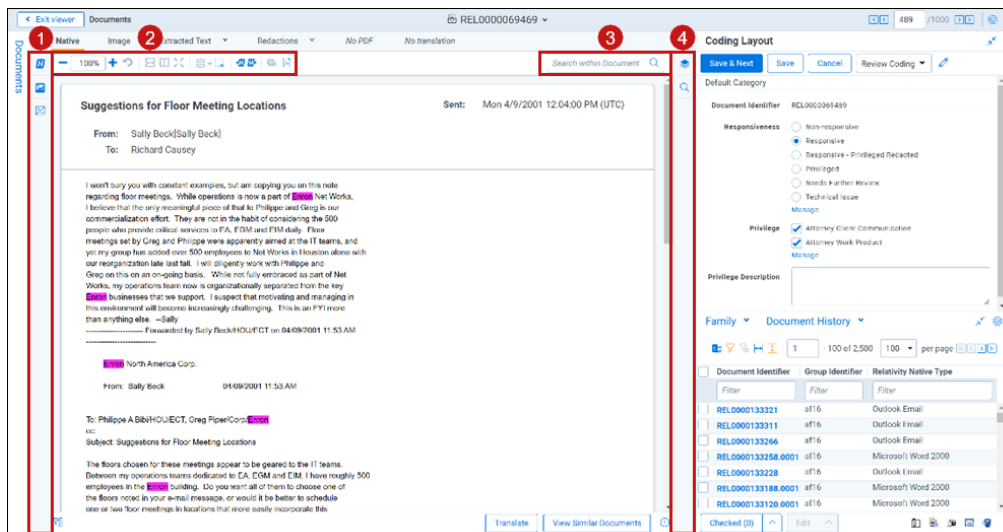 Exit viewer Documents REL0000069469 489 /1000
Documents
1 2 3 4
Native Image Extracted Text Redactions No PDF No translation
100% Search within Document
Suggestions for Floor Meeting Locations Sent: Mon 4/9/2001 12:04:00 PM (UTC)
From: Sally Beck[Sally Beck]
To: Richard Causey
I won't bury you with constant examples, but am copying you on this note
regarding floor meetings. While operations is now a part of Enron Net Works,
I believe that the only meaningful piece of that to Philippe and Greg is our
commercialization effort. They are not in the habit of considering the 500
people who provide critical services to EA, EGM and EIM daily. Floor
meetings set by Greg and Philippe were apparently aimed at the IT teams, and
yet my group has added over 500 employees to Net Works in Houston alone with
our reorganization late last fall. I will diligently work with Philippe and
Greg on this on an on-going basis. While not fully embraced as part of Net
Works, my operations team now is organizationally separated from the key
Enron businesses that we support. I suspect that motivating and managing in
this environment will become increasingly challenging. This is an FYI more
than anything else. --Sally
---------------------- Forwarded by Sally Beck/HOU/ECT on 04/09/2001 11:53 AM
---------------------------
Enron North America Corp.
From: Sally Beck 04/09/2001 11:53 AM
To: Philippe A Bibi/HOU/ECT, Greg Piper/Corp/Enron
cc:
Subject: Suggestions for Floor Meeting Locations
The floors chosen for these meetings appear to be geared to the IT teams.
Between my operations teams dedicated to EA, EGM and EIM, I have roughly 500
employees in the Enron building. Do you want all of them to choose one of
the floors noted in your e-mail message, or would it be better to schedule
one or two floor meetings in locations that more easily incorporate this
Translate View Similar Documents
Coding Layout
Save & Next Save Cancel Review Coding
Default Category
Document Identifier REL0000069469
Responsiveness Non-responsive
Responsive
Responsive - Privileged Redacted
Privileged
Needs Further Review
Technical Issue
Manage
Privilege Attorney Client Communication
Attorney Work Product
Manage
Privilege Description
Family Document History
1 - 100 of 2,500 100 per page
Document Identifier Group Identifier Relativity Native Type
Filter Filter Filter
REL0000133321 af16 Outlook Email
REL0000133311 af16 Outlook Email
REL0000133266 af16 Outlook Email
REL0000133258.0001 af16 Microsoft Word 2000
REL0000133228 af16 Outlook Email
REL0000133188.0001 af16 Microsoft Word 2000
REL0000133120.0001 af16 Microsoft Word 2000
Checked (0) Edit